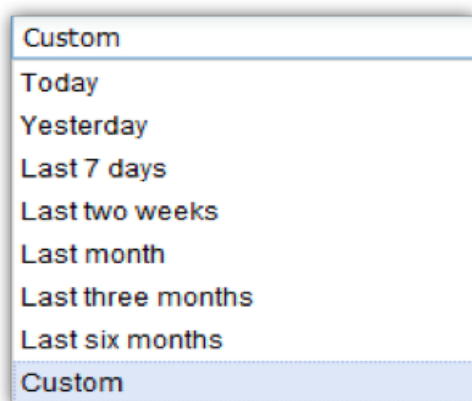 Custom
Today
Yesterday
Last 7 days
Last two weeks
Last month
Last three months
Last six months
Custom